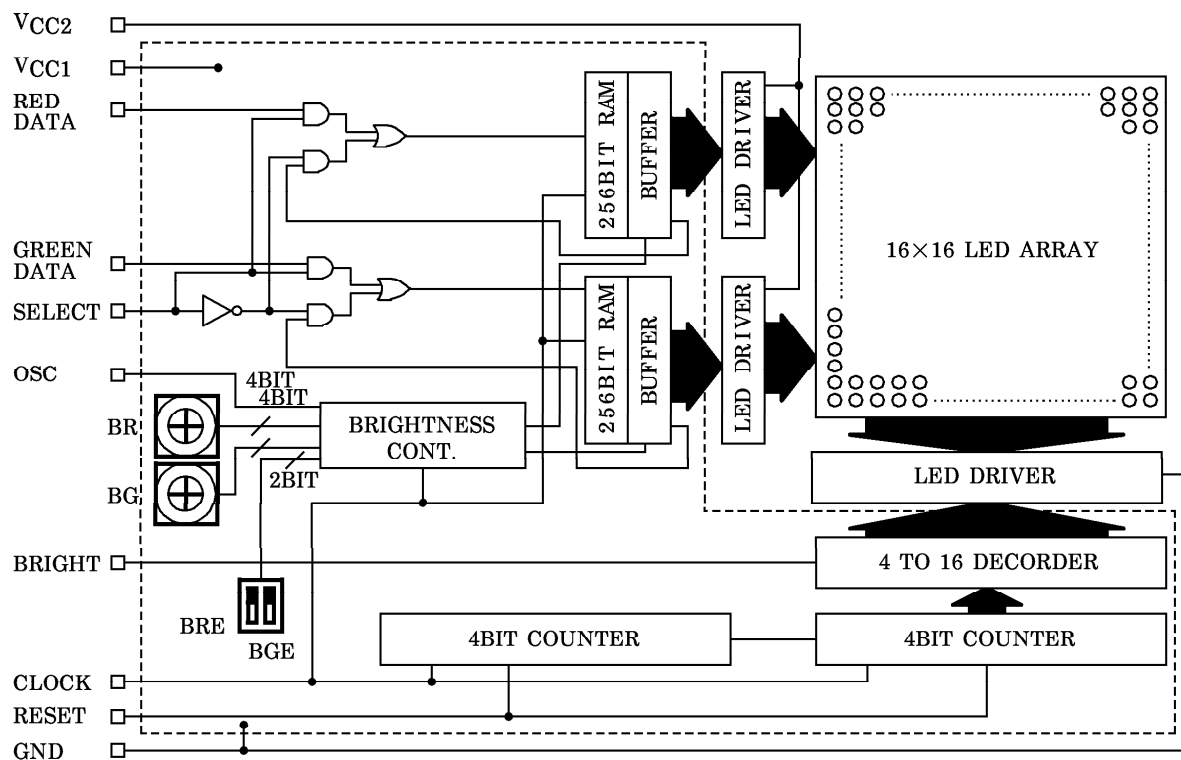 VCC2
VCC1
RED
DATA
256BIT RAM
BUFFER
LED DRIVER
GREEN
DATA
16×16 LED ARRAY
SELECT
256BIT RAM
BUFFER
LED DRIVER
OSC
4BIT
4BIT
BR
BRIGHTNESS
CONT.
2BIT
BG
LED DRIVER
BRIGHT
4 TO 16 DECORDER
BRE
BGE
4BIT COUNTER
4BIT COUNTER
CLOCK
RESET
GND